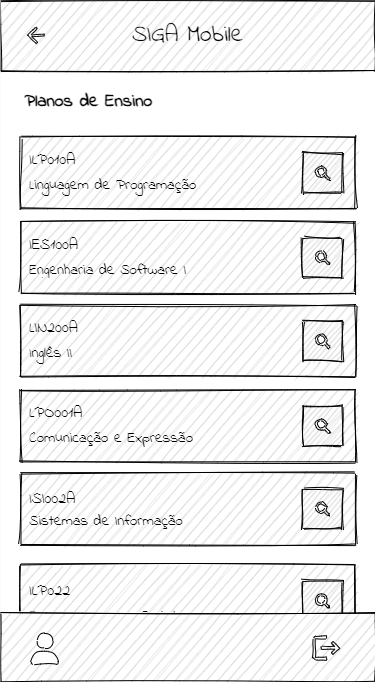 SIGA Mobile
Planos de Ensino
ILP010A
Linguagem de Programação
IES100A
Engenharia de Software I
LIN200A
Inglês II
LPO001A
Comunicação e Expressão
ISI002A
Sistemas de Informação
ILP022